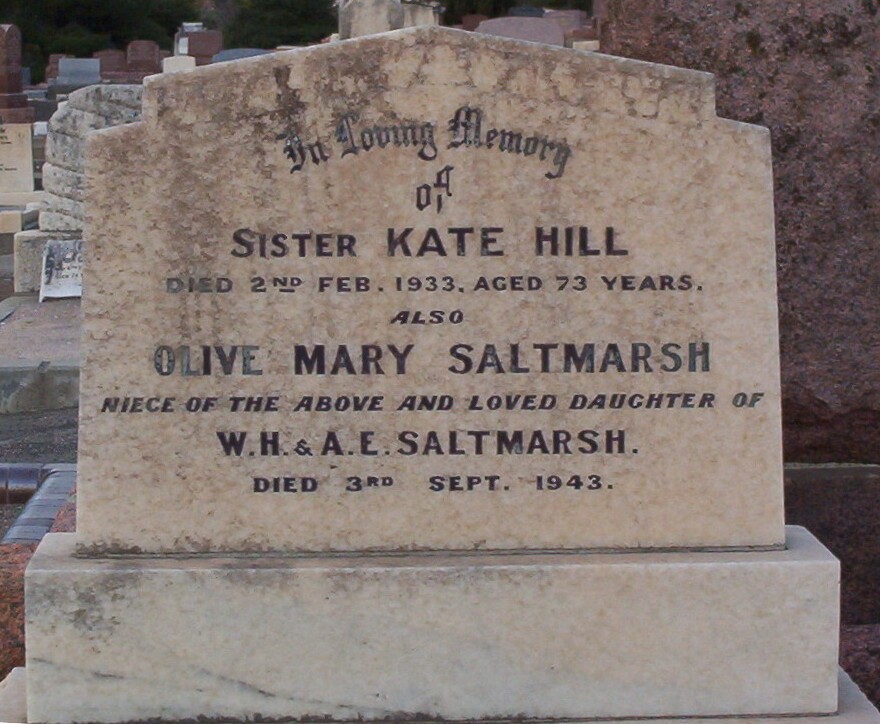 In Loving Memory
of
SISTER KATE HILL
DIED 2ND FEB. 1933, AGED 73 YEARS.
ALSO
OLIVE MARY SALTMARSH
NIECE OF THE ABOVE AND LOVED DAUGHTER OF
W.H. & A.E. SALTMARSH.
DIED 3RD SEPT. 1943.